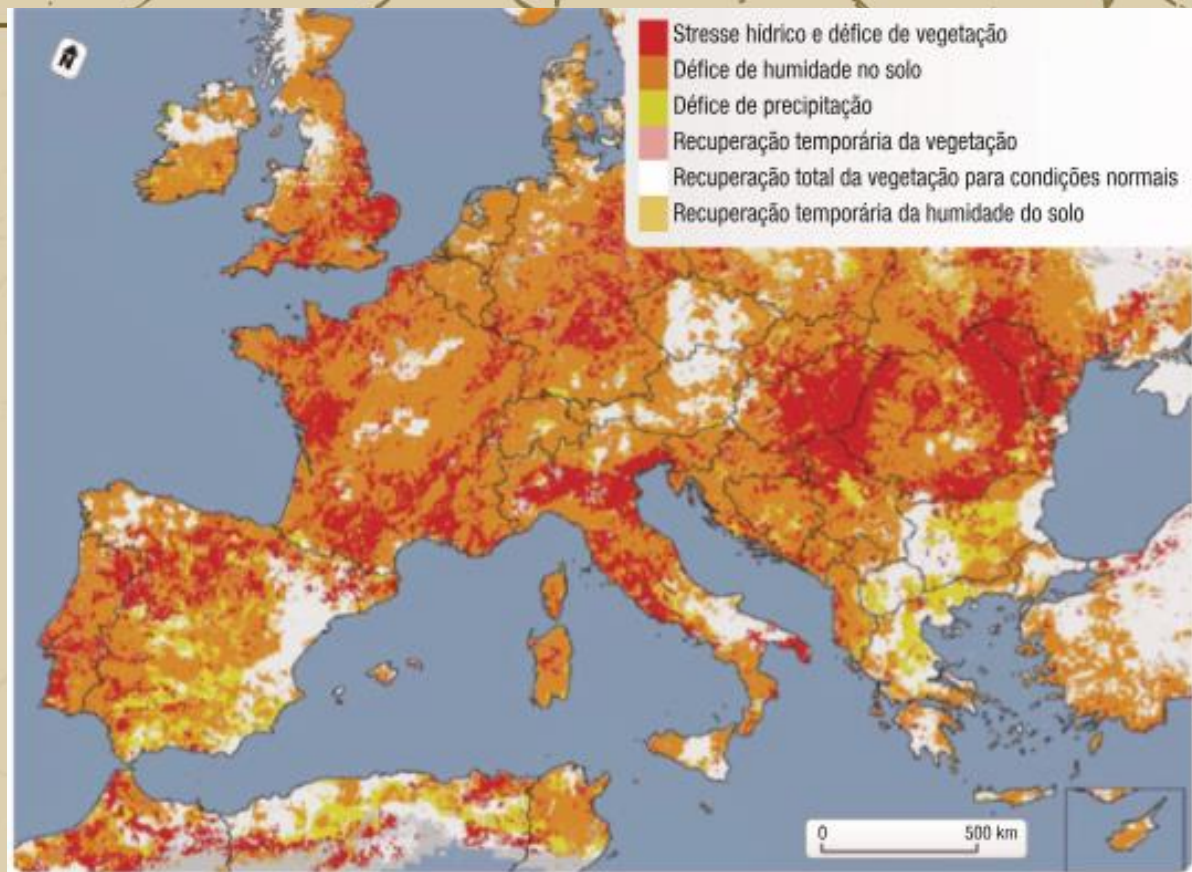 N
Stresse hídrico e défice de vegetação
Défice de humidade no solo
Défice de precipitação
Recuperação temporária da vegetação
Recuperação total da vegetação para condições normais
Recuperação temporária da humidade do solo
0 500 km